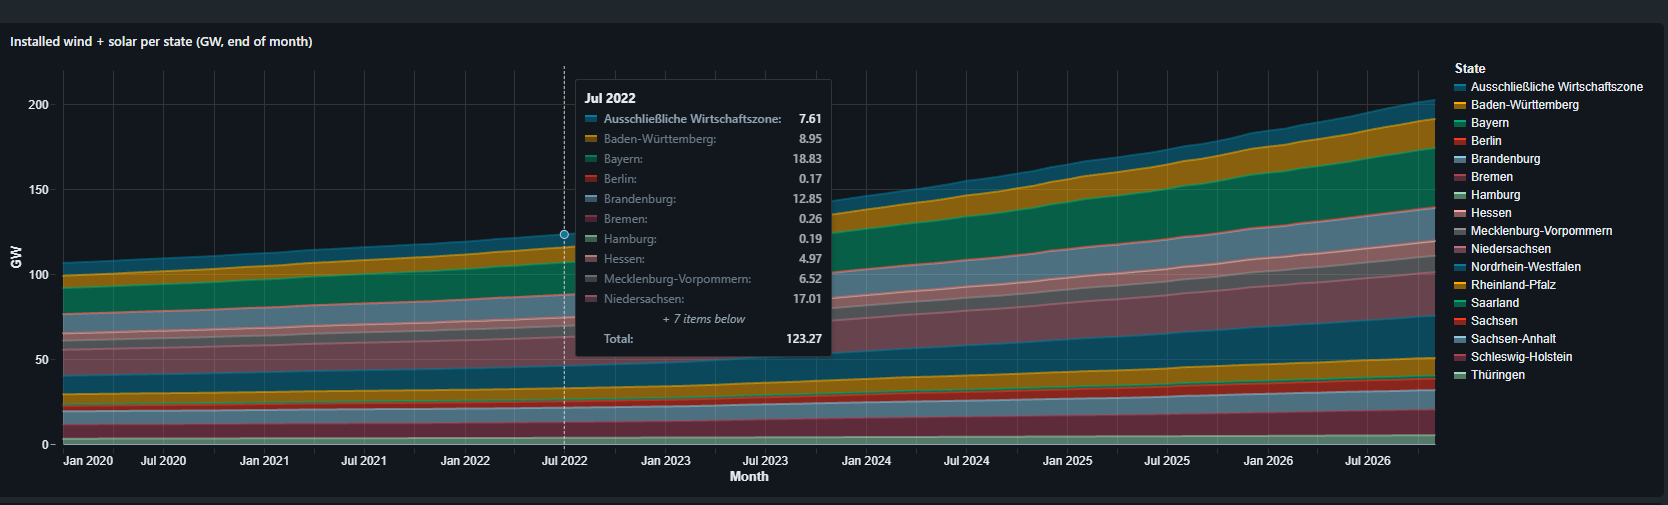 Installed wind + solar per state (GW, end of month)
200
150
100
50
0
GW
Jan 2020
Jul 2020
Jan 2021
Jul 2021
Jan 2022
Jul 2022
Jan 2023
Jul 2023
Jan 2024
Jul 2024
Jan 2025
Jul 2025
Jan 2026
Jul 2026
Month
Jul 2022
Ausschließliche Wirtschaftszone: 7.61
Baden-Württemberg: 8.95
Bayern: 18.83
Berlin: 0.17
Brandenburg: 12.85
Bremen: 0.26
Hamburg: 0.19
Hessen: 4.97
Mecklenburg-Vorpommern: 6.52
Niedersachsen: 17.01
+ 7 items below
Total: 123.27
State
Ausschließliche Wirtschaftszone
Baden-Württemberg
Bayern
Berlin
Brandenburg
Bremen
Hamburg
Hessen
Mecklenburg-Vorpommern
Niedersachsen
Nordrhein-Westfalen
Rheinland-Pfalz
Saarland
Sachsen
Sachsen-Anhalt
Schleswig-Holstein
Thüringen